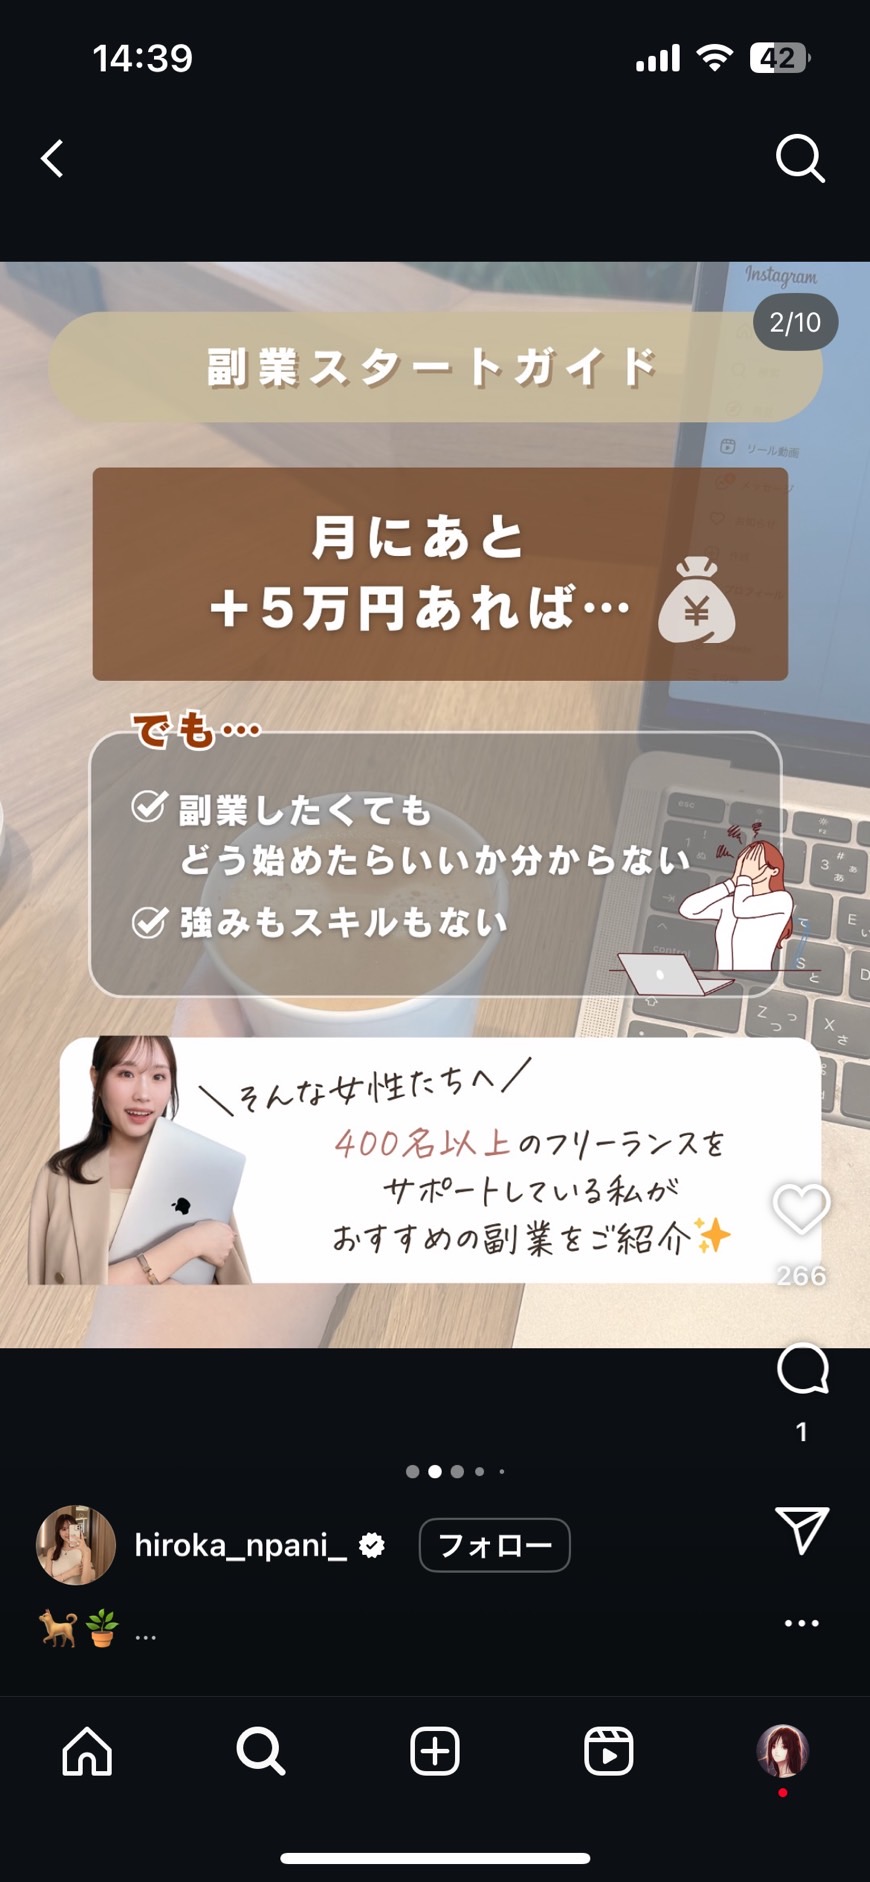 14:39
42
Instagram
2/10
副業スタートガイド
リール動画
月にあと
＋5万円あれば…
¥
でも…
副業したくても
どう始めたらいいか分からない
強みもスキルもない
esc
control
＼そんな女性たちへ／
400名以上のフリーランスを
サポートしている私が
おすすめの副業をご紹介✨
266
1
hiroka_npani_
フォロー
🐕🪴 ...